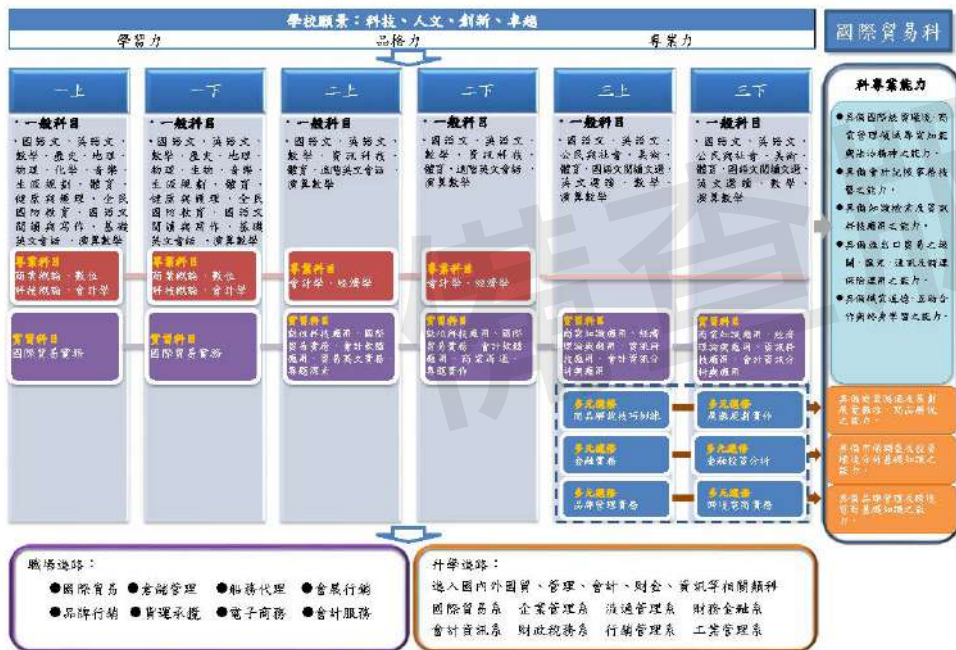 學校願景：科技、人文、創新、卓越
學習力 品格力 專業力
國際貿易科
一上
一下
二上
二下
三上
三下
・一般科目
・國語文、英語文、
數學、歷史、地理、
物理、化學、音樂、
生涯規劃、體育、
健康與護理、全民
國防教育、國語文
閱讀與寫作、基礎
英文會話、演算數學
・一般科目
・國語文、英語文、
數學、歷史、地理、
物理、生物、音樂、
生涯規劃、體育、
健康與護理、全民
國防教育、國語文
閱讀與寫作、基礎
英文會話、演算數學
・一般科目
・國語文、英語文、
數學、資訊科技、
體育、進階英文會話、
演算數學
・一般科目
・國語文、英語文、
數學、資訊科技、
體育、進階英文會話、
演算數學
・一般科目
・國語文、英語文、
公民與社會、美術、
體育、國語文閱讀文選、
英文選讀、數學、
演算數學
・一般科目
・國語文、英語文、
公民與社會、美術、
體育、國語文閱讀文選、
英文選讀、數學、
演算數學
專業科目
商業概論、數位
科技概論、會計學
專業科目
商業概論、數位
科技概論、會計學
專業科目
會計學、經濟學
專業科目
會計學、經濟學
實習科目
國際貿易實務
實習科目
國際貿易實務
實習科目
數位科技應用、國際
貿易實務、會計軟體
應用、貿易英文實務、
專題實作
實習科目
數位科技應用、國際
貿易實務、會計軟體
應用、商業溝通、
專題實作
實習科目
商業知識應用、經濟
理論與應用、資訊科
技應用、會計資訊分
析與應用
實習科目
商業知識應用、經濟
理論與應用、資訊科
技應用、會計資訊分
析與應用
多元選修
商品解說技巧訓練
多元選修
展覽規劃實作
多元選修
金融實務
多元選修
金融投資分析
多元選修
品牌管理實務
多元選修
跨境電商實務
科專業能力
●具備國際經貿環境、商
業管理領域專業知能
與法治精神之能力。
●具備會計記帳事務技
藝之能力。
●具備知識檢索及資訊
科技應用之能力。
●具備進出口貿易之報
關、
保險運用之能力。
●具備職業道德、互助合
作與終身學習之能力。
具備商業溝通及規劃
展覽、商品解說
之能力。
具備市場調查及投資
環境分析基礎知識之
能力。
具備品牌管理及跨境
電商基礎知識之能
力。
職場進路：
●國際貿易 ●倉儲管理 ●船務代理 ●會展行銷
●品牌行銷 ●貨運承攬 ●電子商務 ●會計服務
升學進路：
進入國內外國貿、管理、會計、財金、資訊等相關類科
國際貿易系 企業管理系 流通管理系 財務金融系
會計資訊系 財政稅務系 行銷管理系 工業管理系